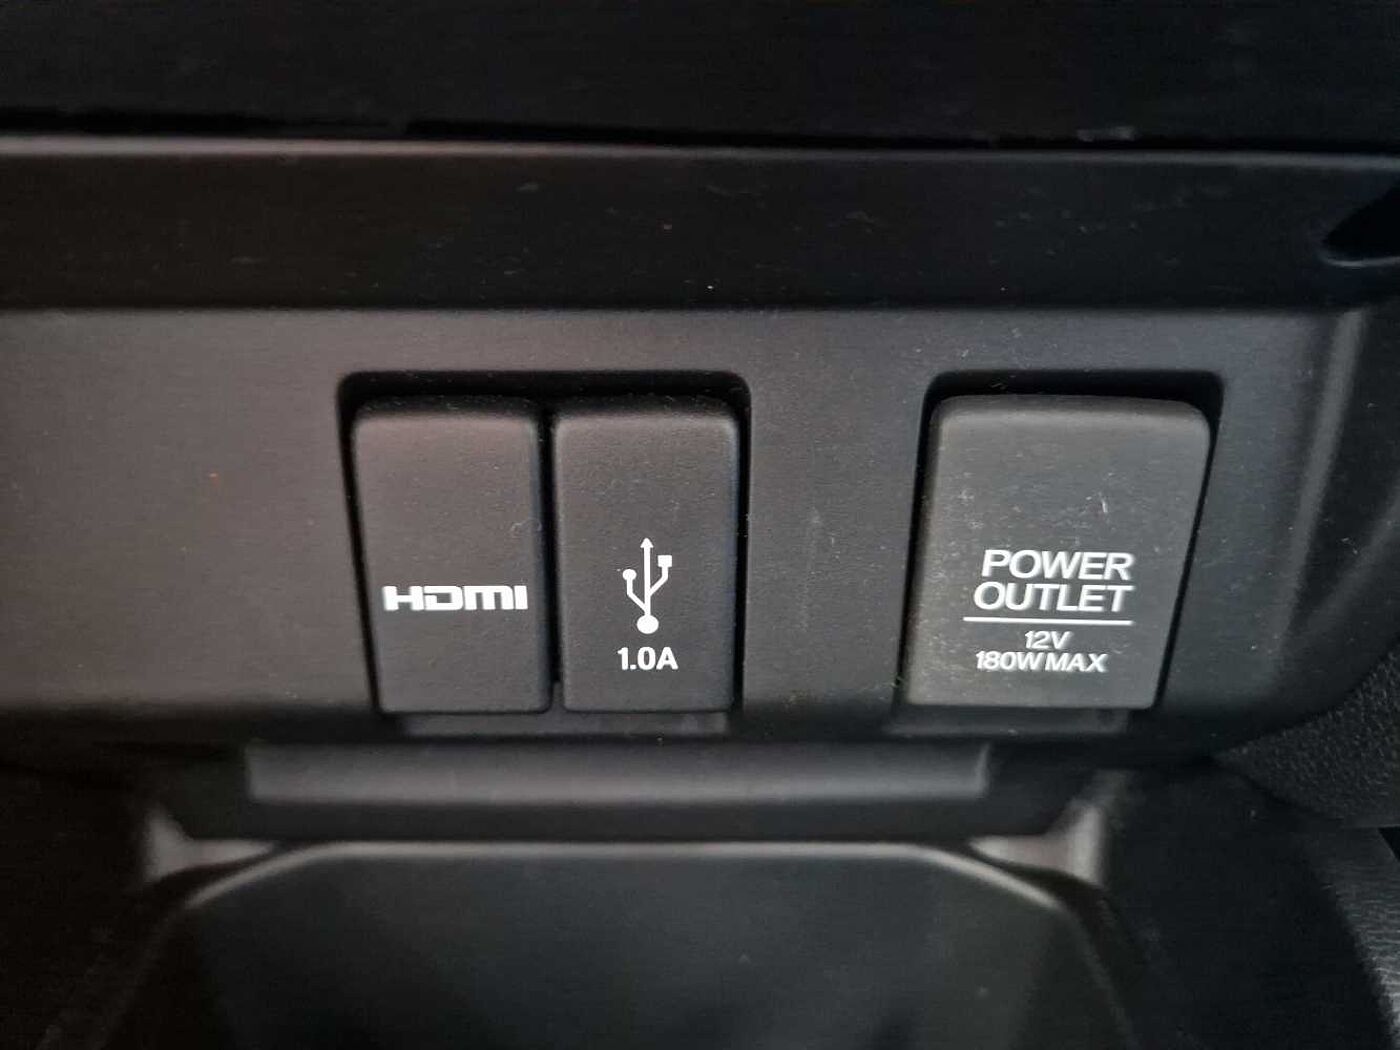 HDMI
1.0A
POWER
OUTLET
12V
180W MAX